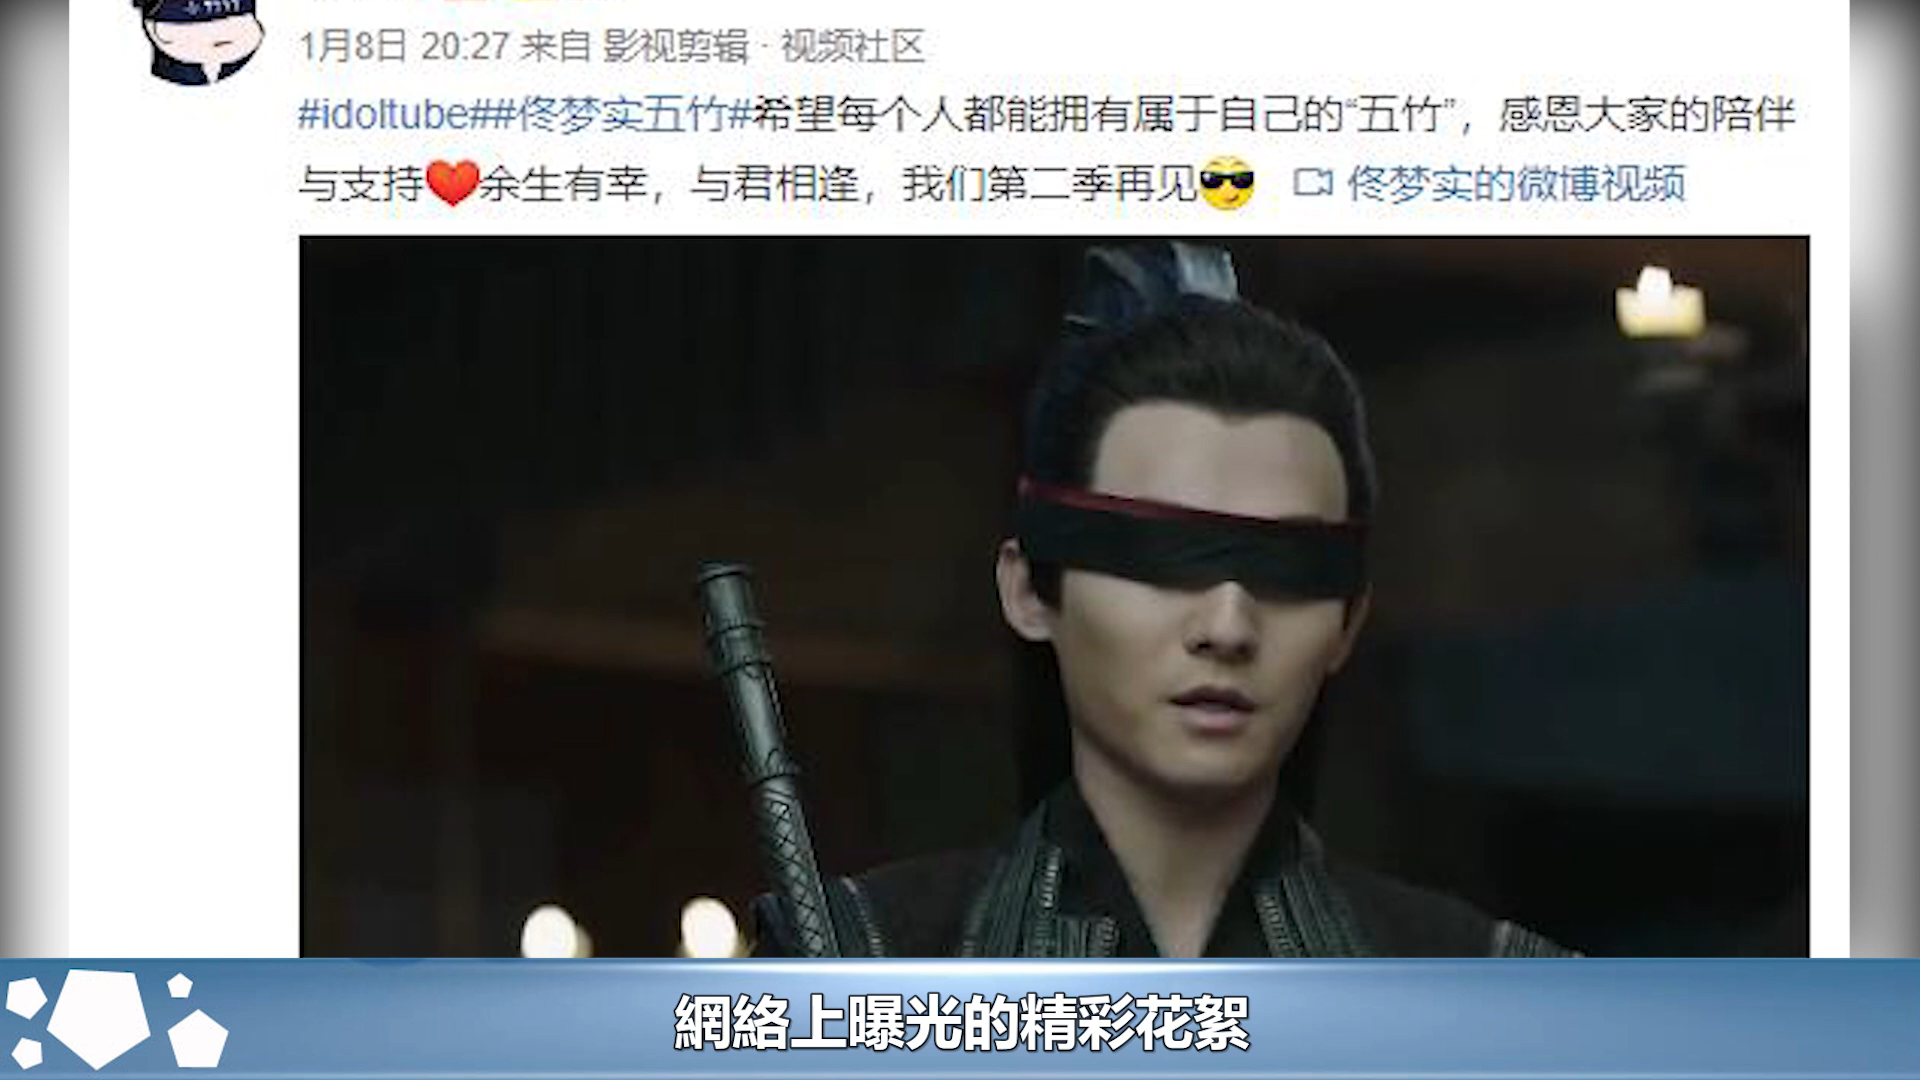 1月8日 20:27 来自 影视剪辑 · 视频社区
#idoltube##佟梦实五竹#希望每个人都能拥有属于自己的“五竹”，感恩大家的陪伴
与支持❤余生有幸，与君相逢，我们第二季再见😎 佟梦实的微博视频
網絡上曝光的精彩花絮